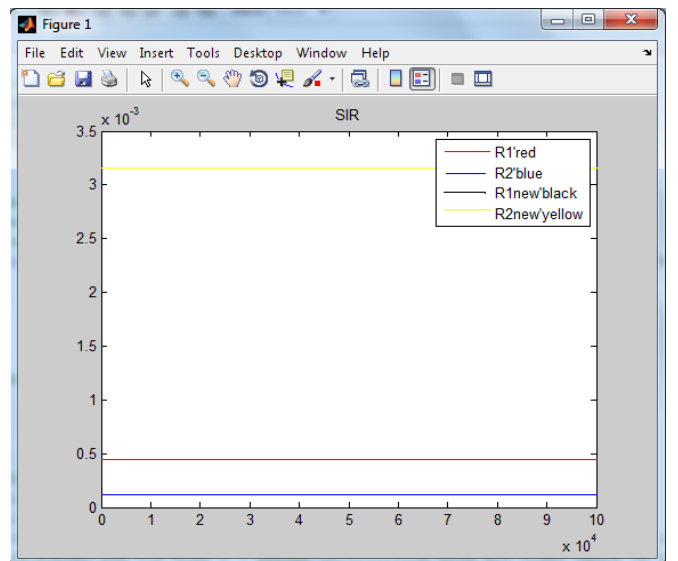 Figure 1
File Edit View Insert Tools Desktop Window Help
x 10^-3
SIR
3.5
3
2.5
2
1.5
1
0.5
0
R1'red
R2'blue
R1new'black
R2new'yellow
0 1 2 3 4 5 6 7 8 9 10
x 10^4